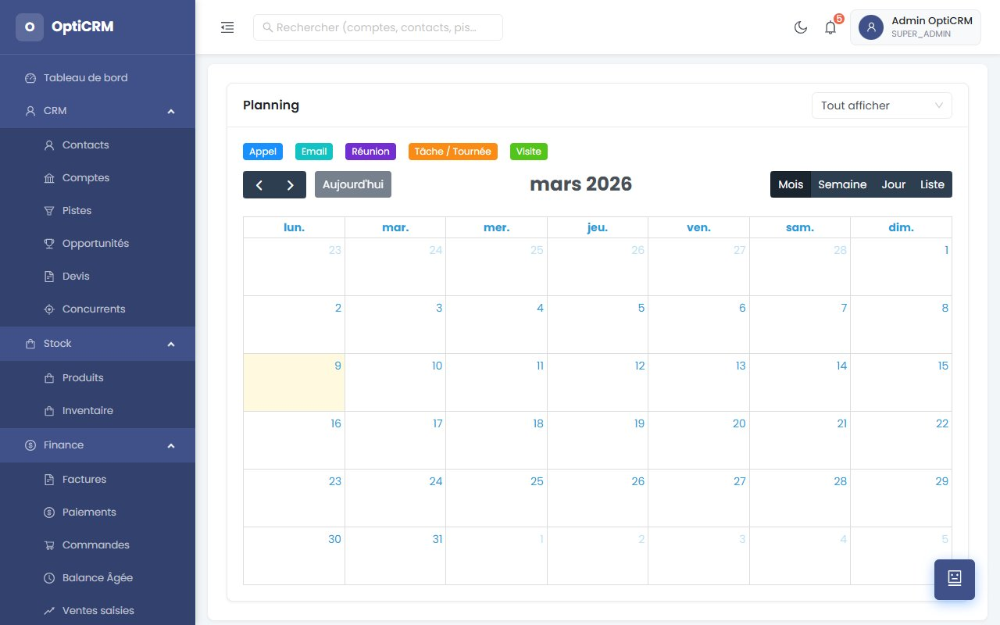 O OptiCRM
Rechercher (comptes, contacts, pis...
5
Admin OptiCRM
SUPER_ADMIN
Tableau de bord
CRM
Contacts
Comptes
Pistes
Opportunités
Devis
Concurrents
Stock
Produits
Inventaire
Finance
Factures
Paiements
Commandes
Balance Âgée
Ventes saisies
Planning
Tout afficher
Appel Email Réunion Tâche / Tournée Visite
Aujourd'hui mars 2026 Mois Semaine Jour Liste
lun. mar. mer. jeu. ven. sam. dim.
23 24 25 26 27 28 1
2 3 4 5 6 7 8
9 10 11 12 13 14 15
16 17 18 19 20 21 22
23 24 25 26 27 28 29
30 31 1 2 3 4 5